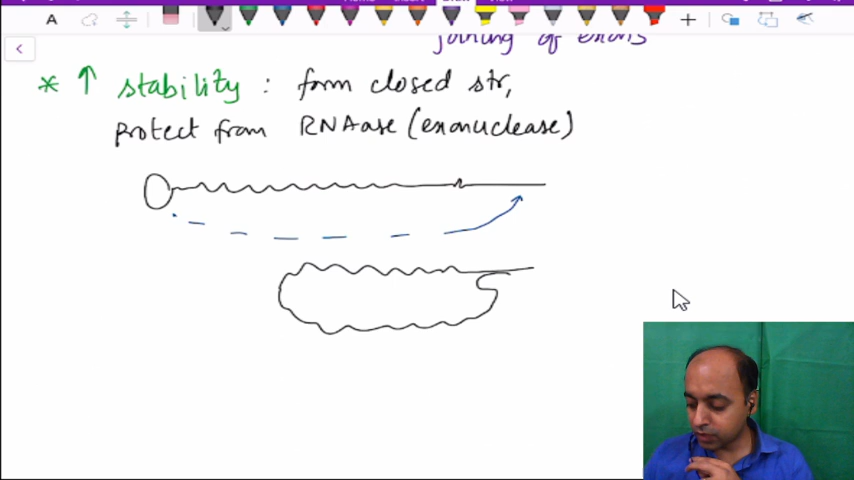 joining of exons
* ↑ stability : form closed str,
protect from RNAase (exonuclease)